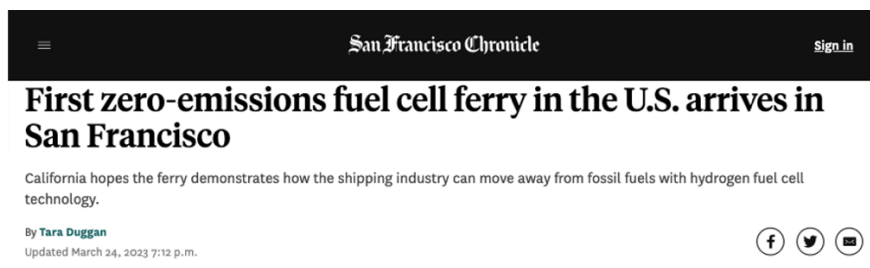 San Francisco Chronicle
Sign in
First zero-emissions fuel cell ferry in the U.S. arrives in
San Francisco
California hopes the ferry demonstrates how the shipping industry can move away from fossil fuels with hydrogen fuel cell
technology.
By Tara Duggan
Updated March 24, 2023 7:12 p.m.